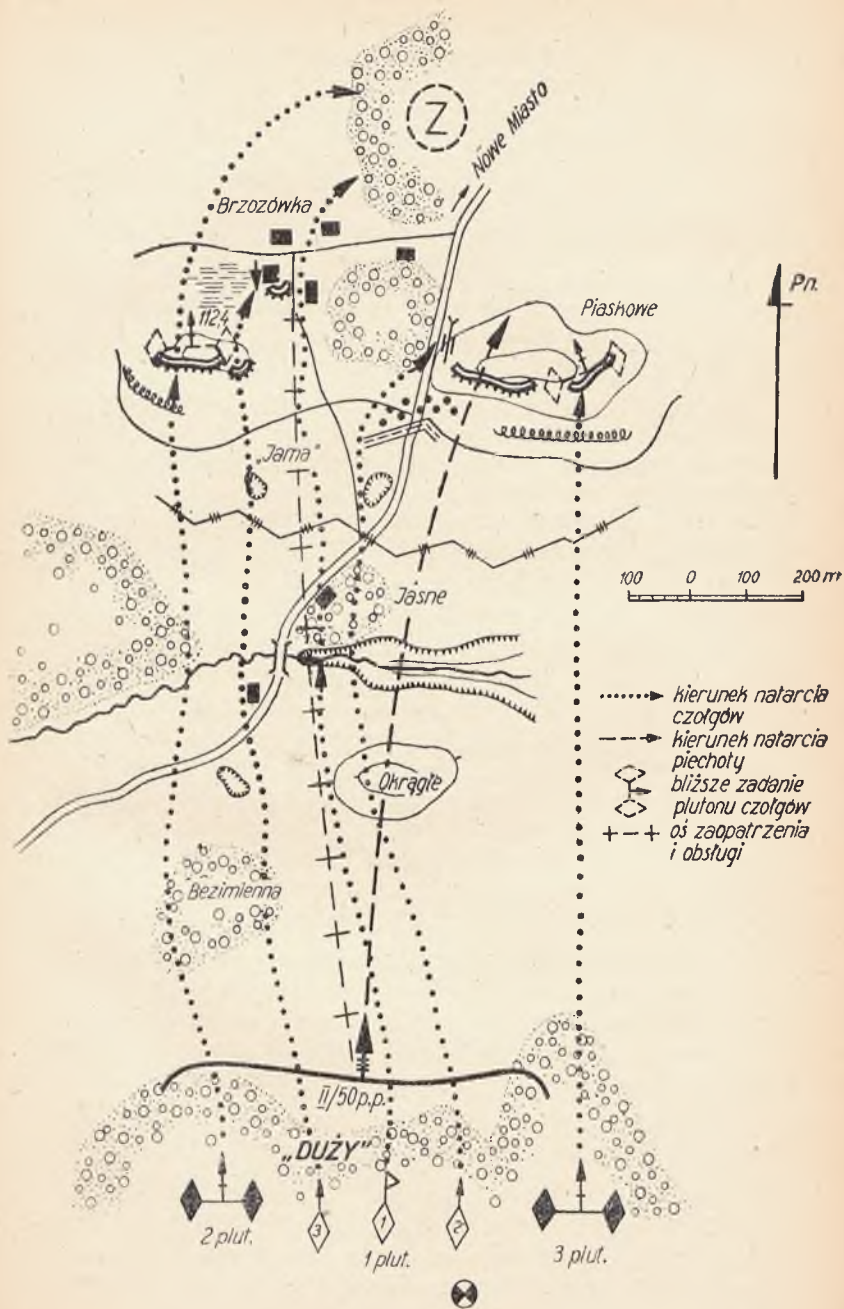 Z
Nowe Miasto
Brzozówka
Pn.
Piaskowe
112,4
„Jama"
100 0 100 200 m
Jasne
kierunek natarcia
czołgów
kierunek natarcia
piechoty
bliższe zadanie
plutonu czołgów
oś zaopatrzenia
i obsługi
Okrągłe
Bezimienna
II/50 p.p.
„DUŻY"
3
1
2
2 plut.
1 plut.
3 plut.